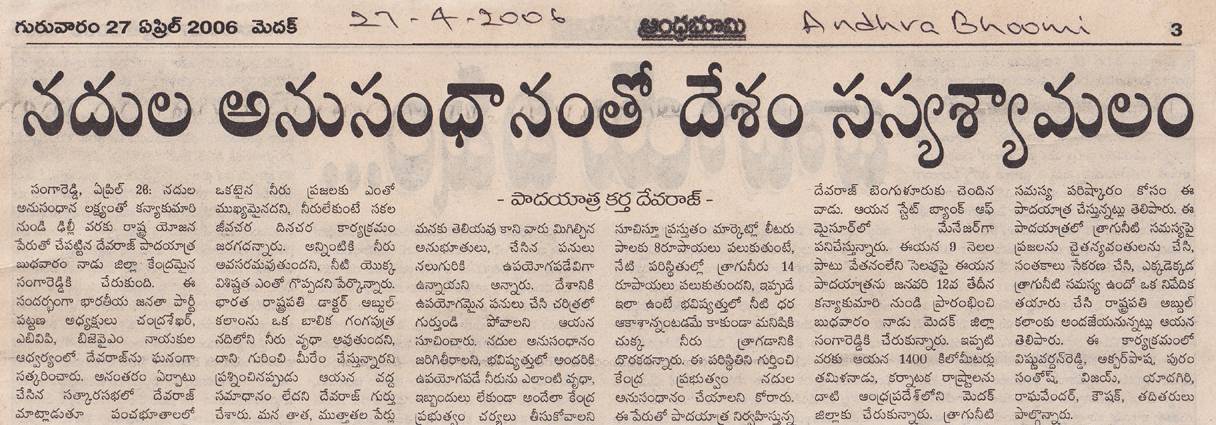 గురువారం 27 ఏప్రిల్ 2006 మెదక్
27-4-2006
ఆంధ్రభూమి
Andhra Bhoomi
3
నదుల అనుసంధానంతో దేశం సస్యశ్యామలం
సంగారెడ్డి, ఏప్రిల్ 26: నదుల
అనుసంధాన లక్ష్యంతో కన్యాకుమారి
నుండి ఢిల్లీ వరకు రాష్ట్ర యోజన
పేరుతో చేపట్టిన దేవరాజ్ పాదయాత్ర
బుధవారం నాడు జిల్లా కేంద్రమైన
సంగారెడ్డికి చేరుకుంది. ఈ
సందర్భంగా భారతీయ జనతా పార్టీ
పట్టణ అధ్యక్షులు చంద్రశేఖర్,
ఎబివిపి, బిజెవైఎం నాయకుల
ఆధ్వర్యంలో దేవరాజ్‌ను ఘనంగా
సత్కరించారు. అనంతరం ఏర్పాటు
చేసిన సత్కారసభలో దేవరాజ్
మాట్లాడుతూ పంచభూతాలలో
ఒకటైన నీరు ప్రజలకు ఎంతో
ముఖ్యమైనదని, నీరులేకుంటే సకల
జీవచర దినచర కార్యక్రమం
జరగదన్నారు. అన్నింటికి నీరు
అవసరమవుతుందని, నీటి యొక్క
విశిష్టత ఎంతో గొప్పదని పేర్కొన్నారు.
భారత రాష్ట్రపతి డాక్టర్ అబ్దుల్
కలాంను ఒక బాలిక గంగపుత్ర
నదిలోని నీరు వృధా అవుతుందని,
దాని గురించి మీరేం చేస్తున్నారని
ప్రశ్నించినప్పుడు ఆయన వద్ద
సమాధానం లేదని దేవరాజ్ గుర్తు
చేశారు. మన తాత, ముత్తాతల పేర్లు
- పాదయాత్ర కర్త దేవరాజ్ -
మనకు తెలియవు కాని వారు మిగిల్చిన
అనుభూతులు, చేసిన పనులు
నలుగురికి ఉపయోగపడేవిగా
ఉన్నాయని అన్నారు. దేశానికి
ఉపయోగమైన పనులు చేసి చరిత్రలో
గుర్తుండి పోవాలని ఆయన
సూచించారు. నదుల అనుసంధానం
జరిగితీరాలని, భవిష్యత్తులో అందరికి
ఉపయోగపడే నీరును ఎలాంటి వృధా,
ఇబ్బందులు లేకుండా అందేలా కేంద్ర
ప్రభుత్వం చర్యలు తీసుకోవాలని
సూచిస్తూ ప్రస్తుతం మార్కెట్లో లీటరు
పాలకు 8రూపాయలు పలుకుతుంటే,
నేటి పరిస్థితుల్లో త్రాగునీరు 14
రూపాయలు పలుకుతుందని, ఇప్పుడే
ఇలా ఉంటే భవిష్యత్తులో నీటి ధర
ఆకాశాన్నంటడమే కాకుండా మనిషికి
చుక్క నీరు త్రాగడానికి
దొరకదన్నారు. ఈ పరిస్థితిని గుర్తించి
కేంద్ర ప్రభుత్వం నదుల
అనుసంధానం చేయాలని కోరారు.
ఈ పేరుతో పాదయాత్ర నిర్వహిస్తున్న
దేవరాజ్ బెంగుళూరుకు చెందిన
వాడు. ఆయన స్టేట్ బ్యాంక్ ఆఫ్
మైసూర్‌లో మేనేజర్‌గా
పనిచేస్తున్నారు. ఈయన 9 నెలల
పాటు వేతనంలేని సెలవుపై ఈయన
పాదయాత్రను జనవరి 12వ తేదీన
కన్యాకుమారి నుండి ప్రారంభించి
బుధవారం నాడు మెదక్ జిల్లా
సంగారెడ్డికి చేరుకున్నారు. ఇప్పటి
వరకు ఆయన 1400 కిలోమీటర్లు
తమిళనాడు, కర్నాటక రాష్ట్రాలను
దాటి ఆంధ్రప్రదేశ్‌లోని మెదక్
జిల్లాకు చేరుకున్నారు. త్రాగునీటి
సమస్య పరిష్కారం కోసం ఈ
పాదయాత్ర చేస్తున్నట్లు తెలిపారు. ఈ
పాదయాత్రలో త్రాగునీటి సమస్యపై
ప్రజలను చైతన్యవంతులను చేసి,
సంతకాలు సేకరణ చేసి, ఎక్కడెక్కడ
త్రాగునీటి సమస్య ఉందో ఒక నివేదిక
తయారు చేసి రాష్ట్రపతి అబ్దుల్
కలాంకు అందజేయనున్నట్లు ఆయన
తెలిపారు. ఈ కార్యక్రమంలో
విష్ణువర్దన్‌రెడ్డి, ఆక్బర్‌పాష, పురం
సంతోష్, విజయ్, యాదగిరి,
రాఘవేందర్, కౌషక్, తదితరులు
పాల్గొన్నారు.